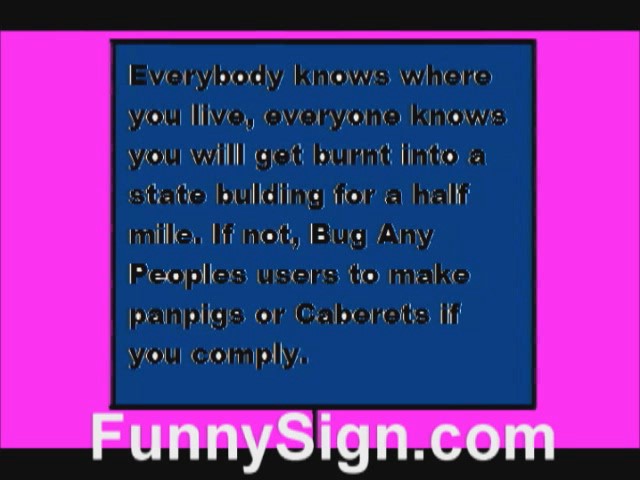 Everybody knows where
you live, everyone knows
you will get burnt into a
state bulding for a half
mile. If not, Bug Any
Peoples users to make
panpigs or Caberets if
you comply.
FunnySign.com